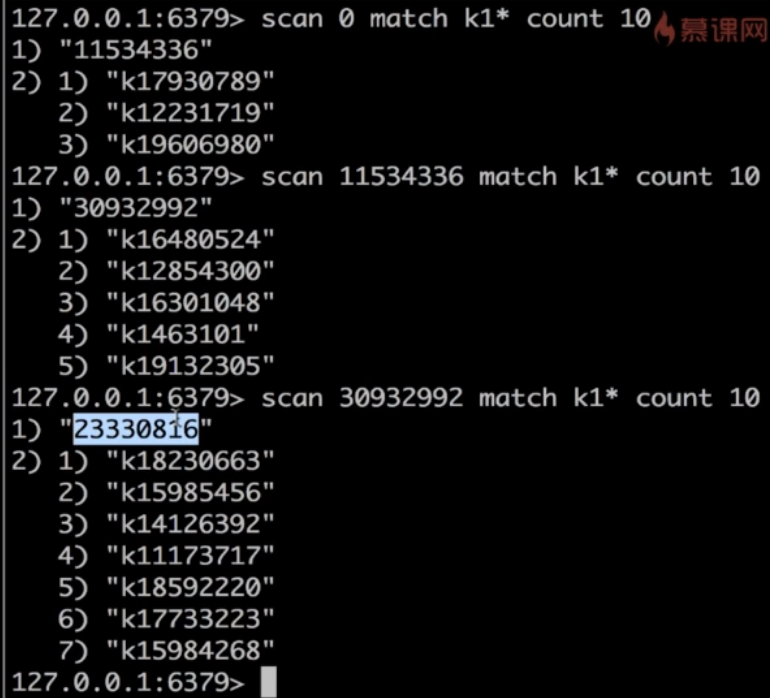 127.0.0.1:6379> scan 0 match k1* count 10
慕课网
1) "11534336"
2) 1) "k17930789"
   2) "k12231719"
   3) "k19606980"
127.0.0.1:6379> scan 11534336 match k1* count 10
1) "30932992"
2) 1) "k16480524"
   2) "k12854300"
   3) "k16301048"
   4) "k1463101"
   5) "k19132305"
127.0.0.1:6379> scan 30932992 match k1* count 10
1) "23330816"
2) 1) "k18230663"
   2) "k15985456"
   3) "k14126392"
   4) "k11173717"
   5) "k18592220"
   6) "k17733223"
   7) "k15984268"
127.0.0.1:6379>